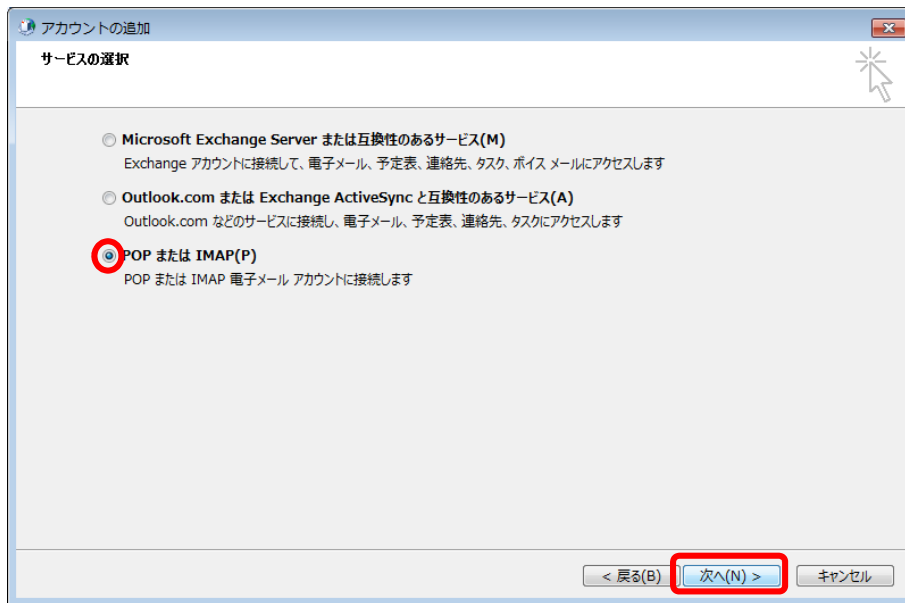 アカウントの追加
サービスの選択
Microsoft Exchange Server または互換性のあるサービス(M)
Exchange アカウントに接続して、電子メール、予定表、連絡先、タスク、ボイス メールにアクセスします
Outlook.com または Exchange ActiveSync と互換性のあるサービス(A)
Outlook.com などのサービスに接続し、電子メール、予定表、連絡先、タスクにアクセスします
POP または IMAP(P)
POP または IMAP 電子メール アカウントに接続します
< 戻る(B) 次へ(N) > キャンセル